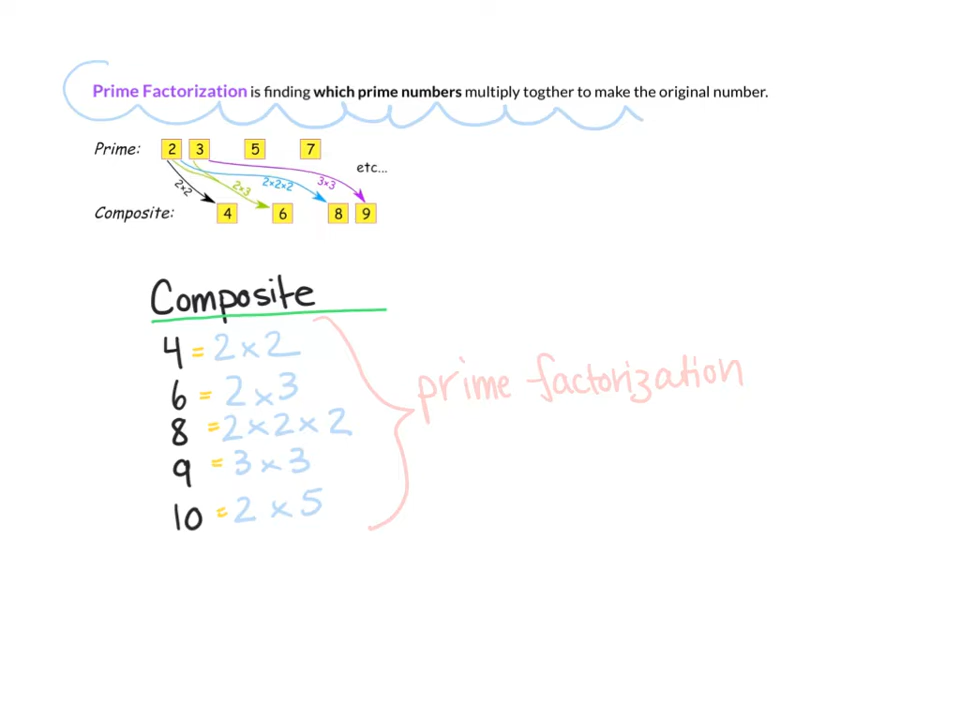 Prime Factorization is finding which prime numbers multiply togther to make the original number.
Prime: 2 3 5 7
etc...
2×2 2×3 2×2×2 3×3
Composite: 4 6 8 9
Composite
4 = 2 × 2
6 = 2 × 3
8 = 2 × 2 × 2
9 = 3 × 3
10 = 2 × 5
prime factorization